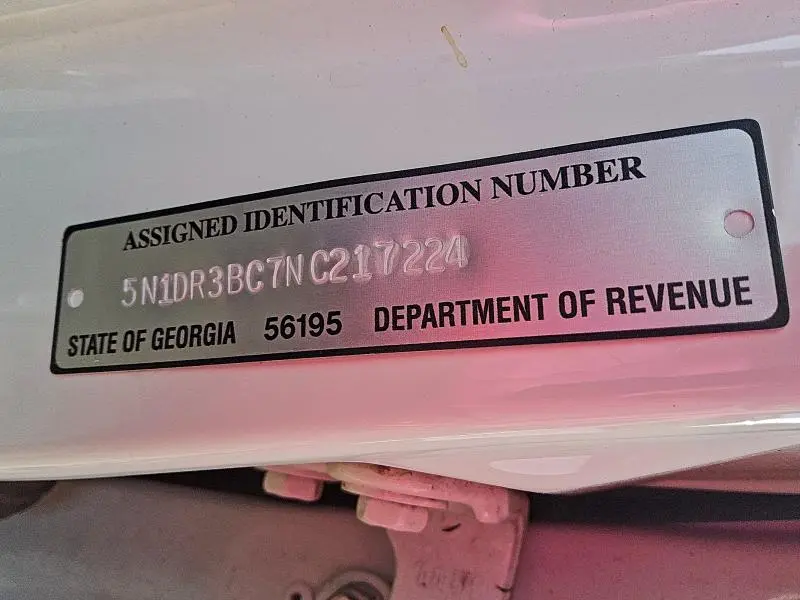 ASSIGNED IDENTIFICATION NUMBER
5N1DR3BC7NC217224
STATE OF GEORGIA 56195 DEPARTMENT OF REVENUE